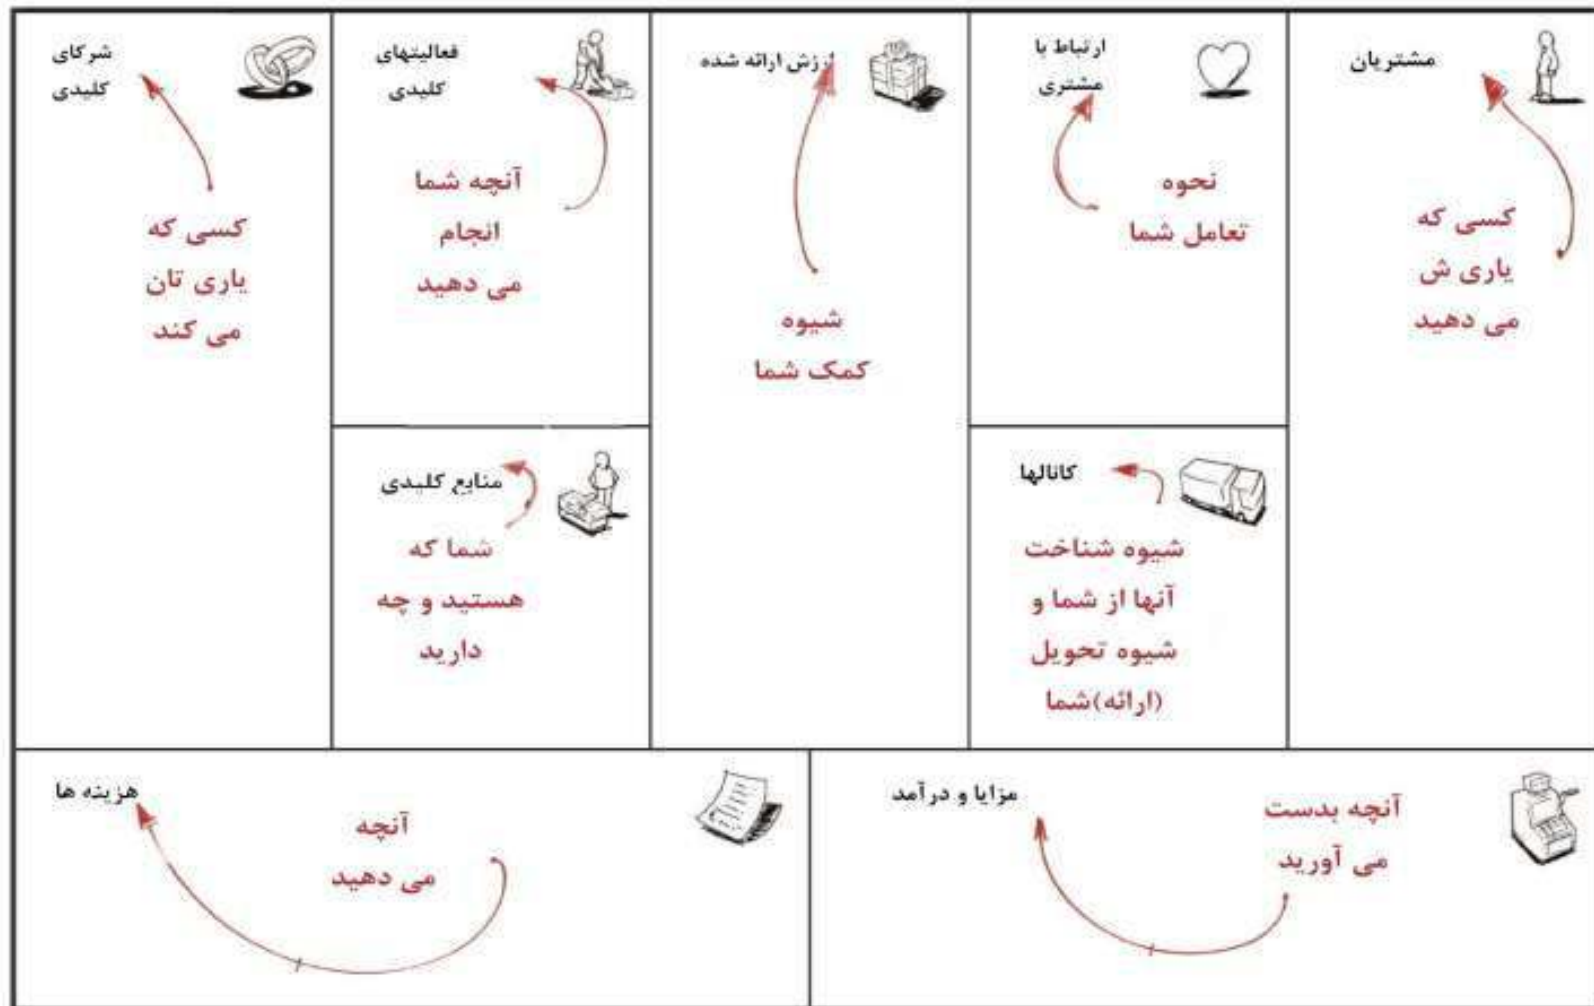 مشتریان
کسی که
یاری ش
می دهید
ارتباط با
مشتری
نحوه
تعامل شما
کانالها
شیوه شناخت
آنها از شما و
شیوه تحویل
(ارائه)شما
ارزش ارائه شده
شیوه
کمک شما
فعالیتهای
کلیدی
آنچه شما
انجام
می دهید
منابع کلیدی
شما که
هستید و چه
دارید
شرکای
کلیدی
کسی که
یاری تان
می کند
مزایا و درآمد
آنچه بدست
می آورید
هزینه ها
آنچه
می دهید